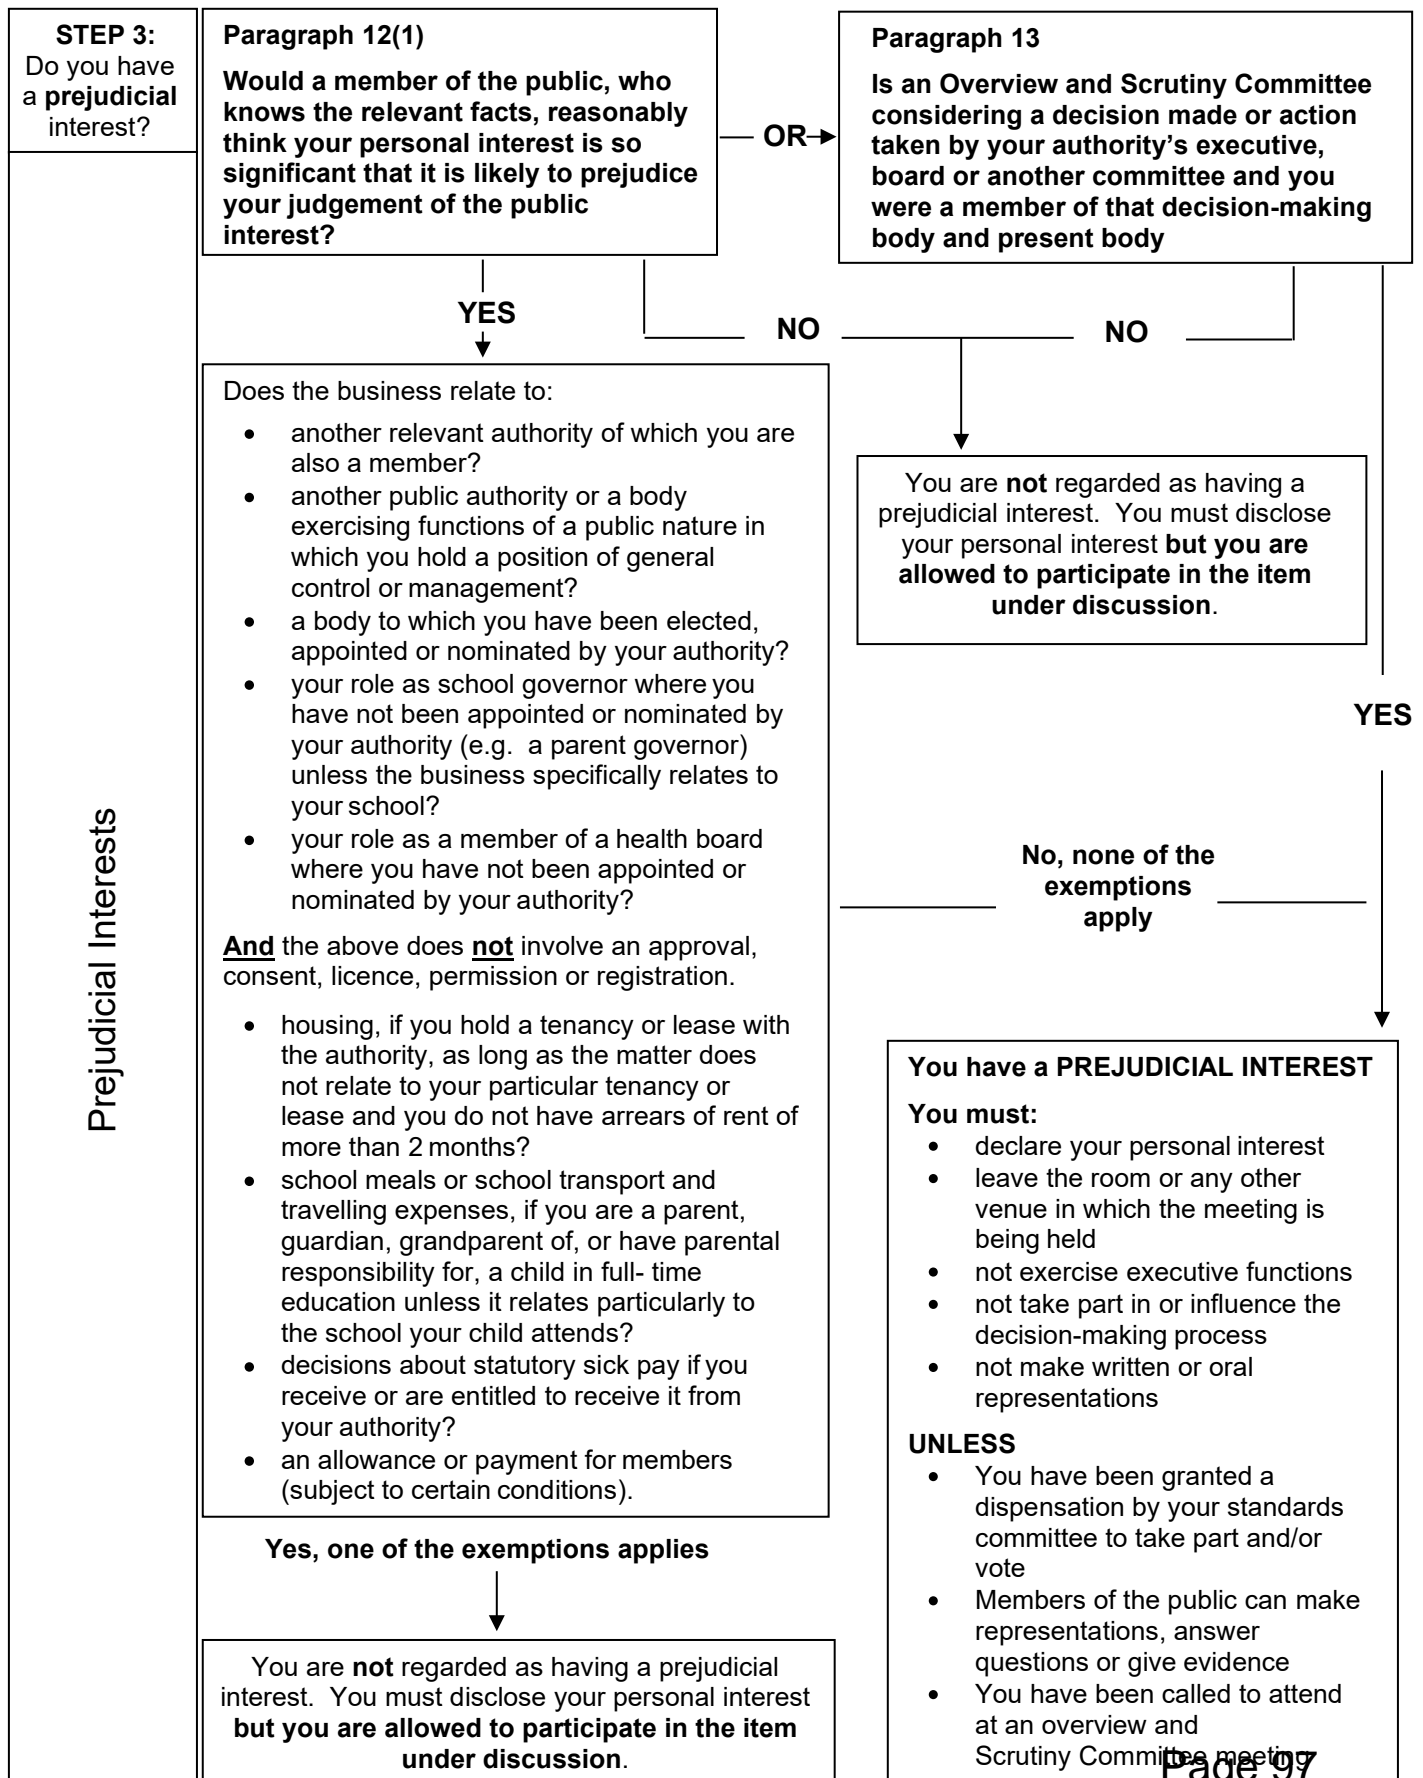 STEP 3:
Do you have
a prejudicial
interest?
Prejudicial Interests
Paragraph 12(1)
Would a member of the public, who
knows the relevant facts, reasonably
think your personal interest is so
significant that it is likely to prejudice
your judgement of the public
interest?
OR
Paragraph 13
Is an Overview and Scrutiny Committee
considering a decision made or action
taken by your authority’s executive,
board or another committee and you
were a member of that decision-making
body and present body
YES
NO
NO
Does the business relate to:
• another relevant authority of which you are
also a member?
• another public authority or a body
exercising functions of a public nature in
which you hold a position of general
control or management?
• a body to which you have been elected,
appointed or nominated by your authority?
• your role as school governor where you
have not been appointed or nominated by
your authority (e.g. a parent governor)
unless the business specifically relates to
your school?
• your role as a member of a health board
where you have not been appointed or
nominated by your authority?
And the above does not involve an approval,
consent, licence, permission or registration.
• housing, if you hold a tenancy or lease with
the authority, as long as the matter does
not relate to your particular tenancy or
lease and you do not have arrears of rent of
more than 2 months?
• school meals or school transport and
travelling expenses, if you are a parent,
guardian, grandparent of, or have parental
responsibility for, a child in full- time
education unless it relates particularly to
the school your child attends?
• decisions about statutory sick pay if you
receive or are entitled to receive it from
your authority?
• an allowance or payment for members
(subject to certain conditions).
You are not regarded as having a
prejudicial interest. You must disclose
your personal interest but you are
allowed to participate in the item
under discussion.
YES
No, none of the
exemptions
apply
Yes, one of the exemptions applies
You are not regarded as having a prejudicial
interest. You must disclose your personal interest
but you are allowed to participate in the item
under discussion.
You have a PREJUDICIAL INTEREST
You must:
• declare your personal interest
• leave the room or any other
venue in which the meeting is
being held
• not exercise executive functions
• not take part in or influence the
decision-making process
• not make written or oral
representations
UNLESS
• You have been granted a
dispensation by your standards
committee to take part and/or
vote
• Members of the public can make
representations, answer
questions or give evidence
• You have been called to attend
at an overview and
Scrutiny Committee meeting
Page 97